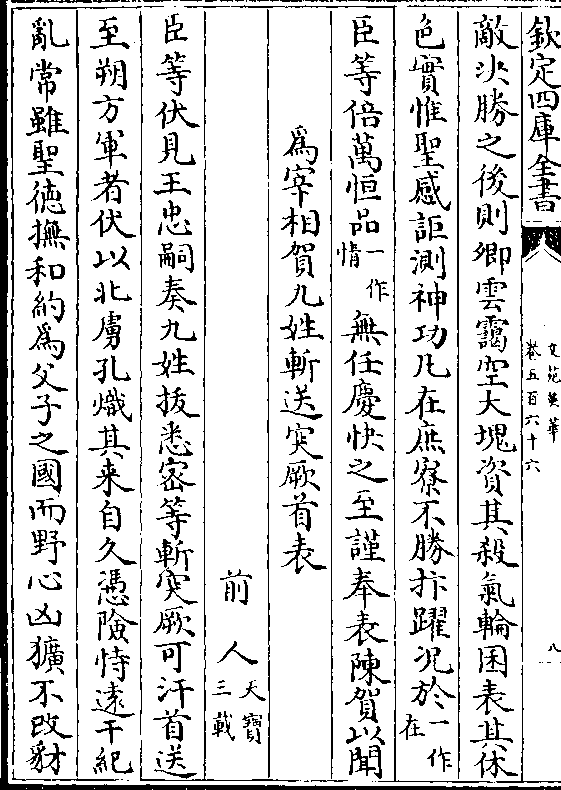 欽定四庫全書
文苑英華
卷五百六十六
八
敵決勝之後則卿雲靄空大塊資其殺氣輪囷表其休
色實惟聖感詎測神功凡在庶寮不勝抃躍況於一作在
臣等倍萬恒品一作情無任慶快之至謹奉表陳賀以聞
爲宰相賀九姓斬送突厥首表
前人天寶三載
臣等伏見王忠嗣奏九姓拔悉密等斬突厥可汗首送
至朔方軍者伏以北虜孔熾其来自久憑險恃遠干紀
亂常雖聖德撫和約爲父子之國而野心凶獷不改豺